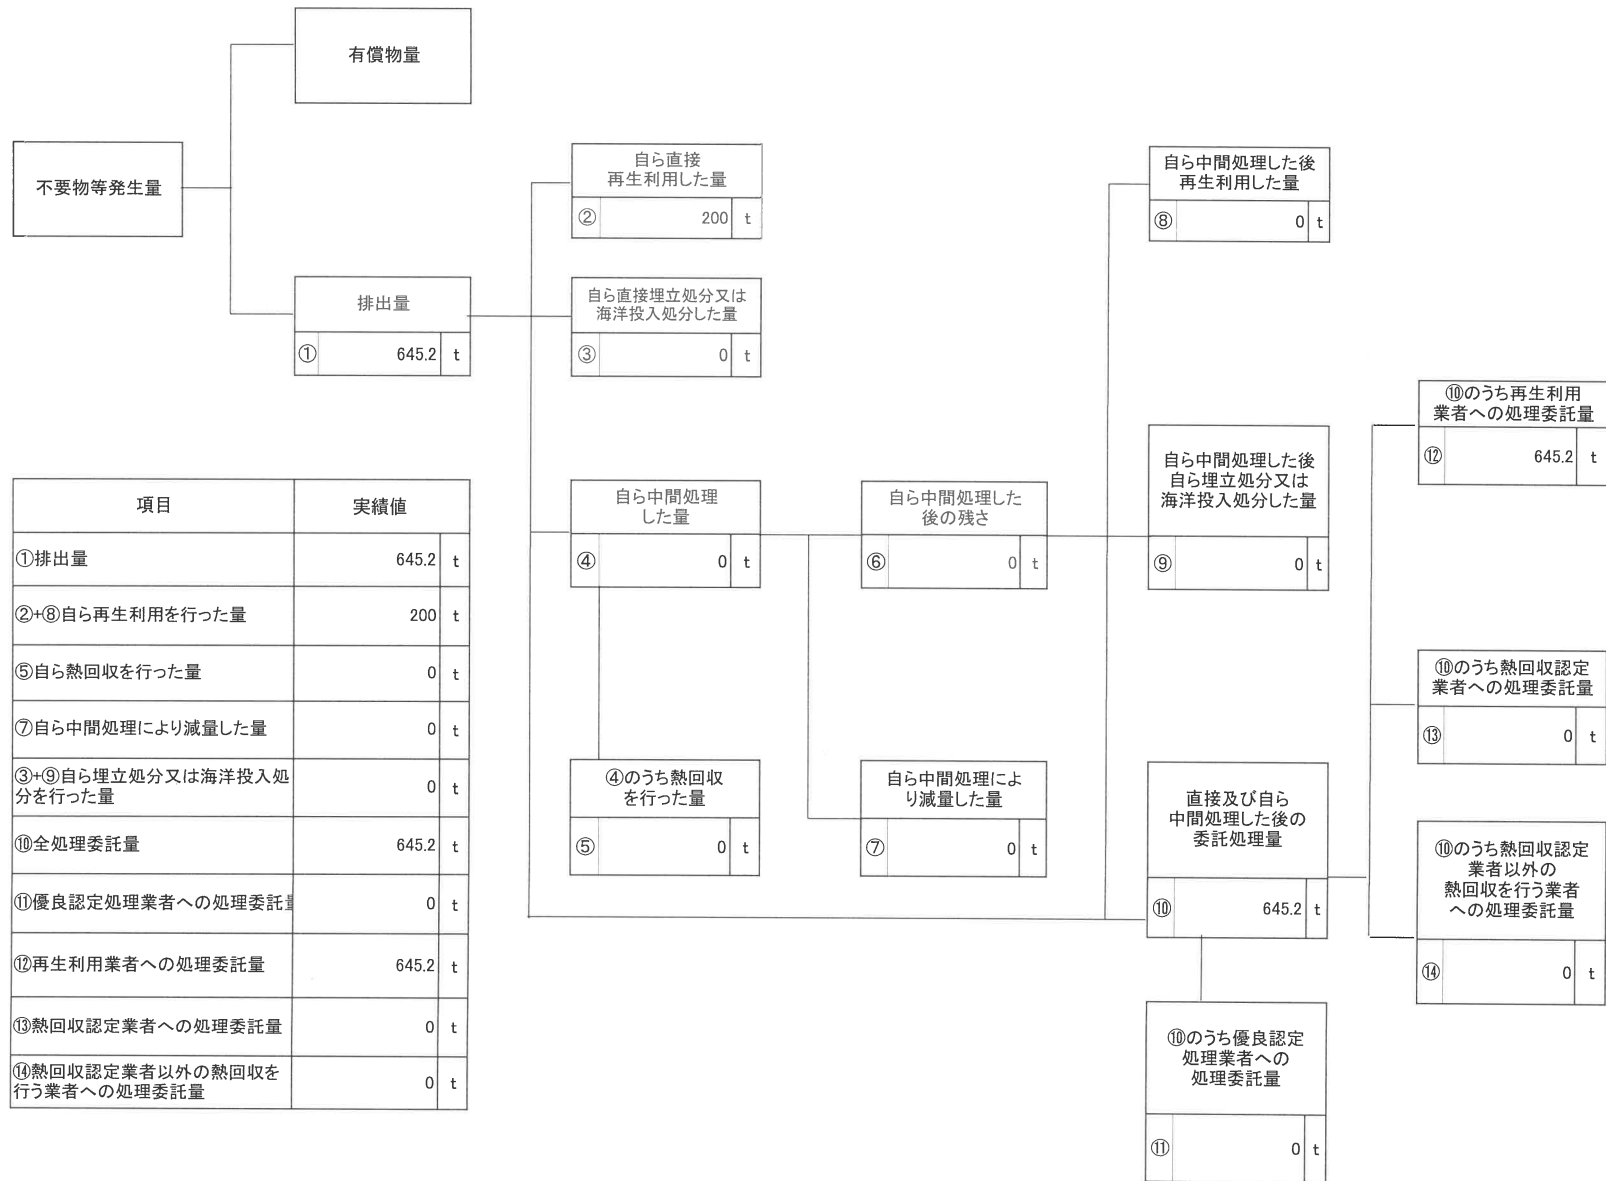 有償物量
不要物等発生量
排出量
① 645.2 t
自ら直接
再生利用した量
② 200 t
自ら直接埋立処分又は
海洋投入処分した量
③ 0 t
自ら中間処理
した量
④ 0 t
④のうち熱回収
を行った量
⑤ 0 t
自ら中間処理した
後の残さ
⑥ 0 t
自ら中間処理によ
り減量した量
⑦ 0 t
自ら中間処理した後
再生利用した量
⑧ 0 t
自ら中間処理した後
自ら埋立処分又は
海洋投入処分した量
⑨ 0 t
直接及び自ら
中間処理した後の
委託処理量
⑩ 645.2 t
⑩のうち優良認定
処理業者への
処理委託量
⑪ 0 t
⑩のうち再生利用
業者への処理委託量
⑫ 645.2 t
⑩のうち熱回収認定
業者への処理委託量
⑬ 0 t
⑩のうち熱回収認定
業者以外の
熱回収を行う業者
への処理委託量
⑭ 0 t
項目 実績値
①排出量 645.2 t
②+⑧自ら再生利用を行った量 200 t
⑤自ら熱回収を行った量 0 t
⑦自ら中間処理により減量した量 0 t
③+⑨自ら埋立処分又は海洋投入処
分を行った量 0 t
⑩全処理委託量 645.2 t
⑪優良認定処理業者への処理委託量 0 t
⑫再生利用業者への処理委託量 645.2 t
⑬熱回収認定業者への処理委託量 0 t
⑭熱回収認定業者以外の熱回収を
行う業者への処理委託量 0 t